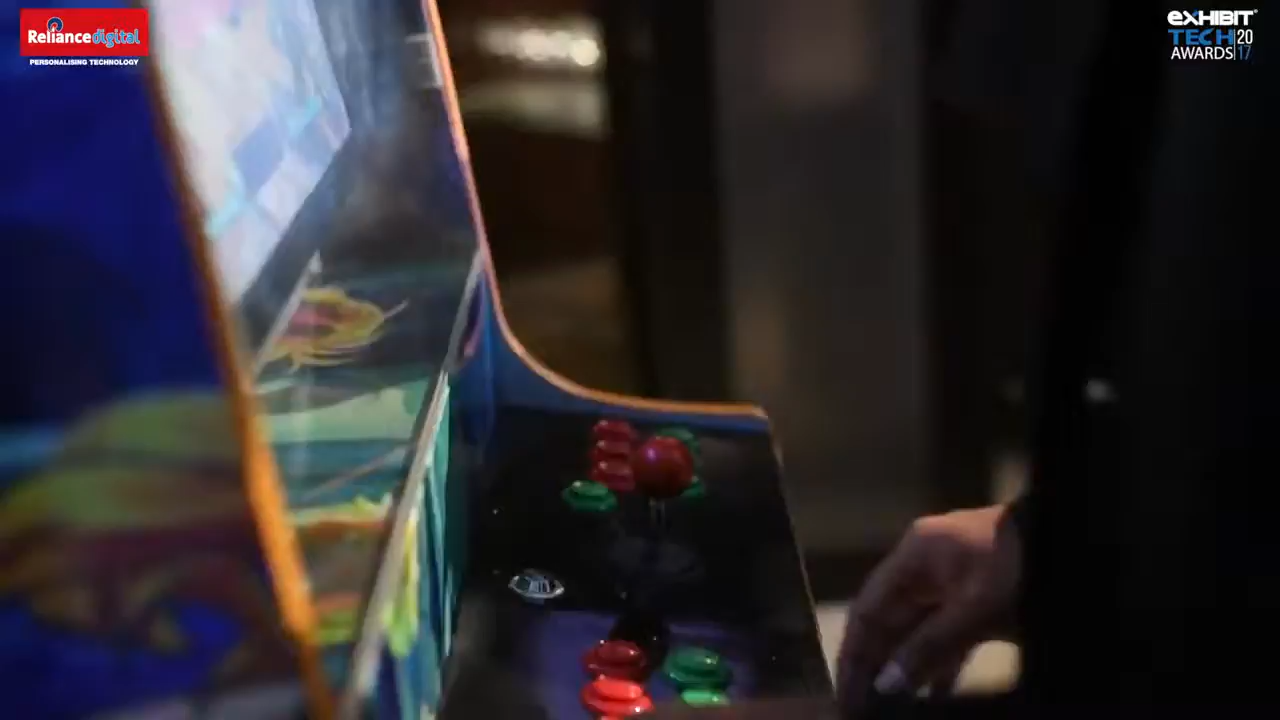 Reliance digital
PERSONALISING TECHNOLOGY
EXHIBIT
TECH 20
AWARDS 17